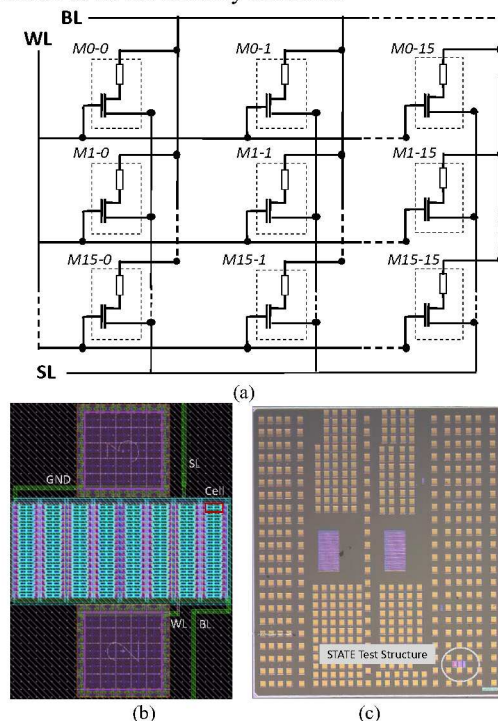 BL
WL
M0-0 M0-1 M0-15
M1-0 M1-1 M1-15
M15-0 M15-1 M15-15
SL
(a)
GND
SL
Cell
WL
BL
(b)
STATE Test Structure
(c)